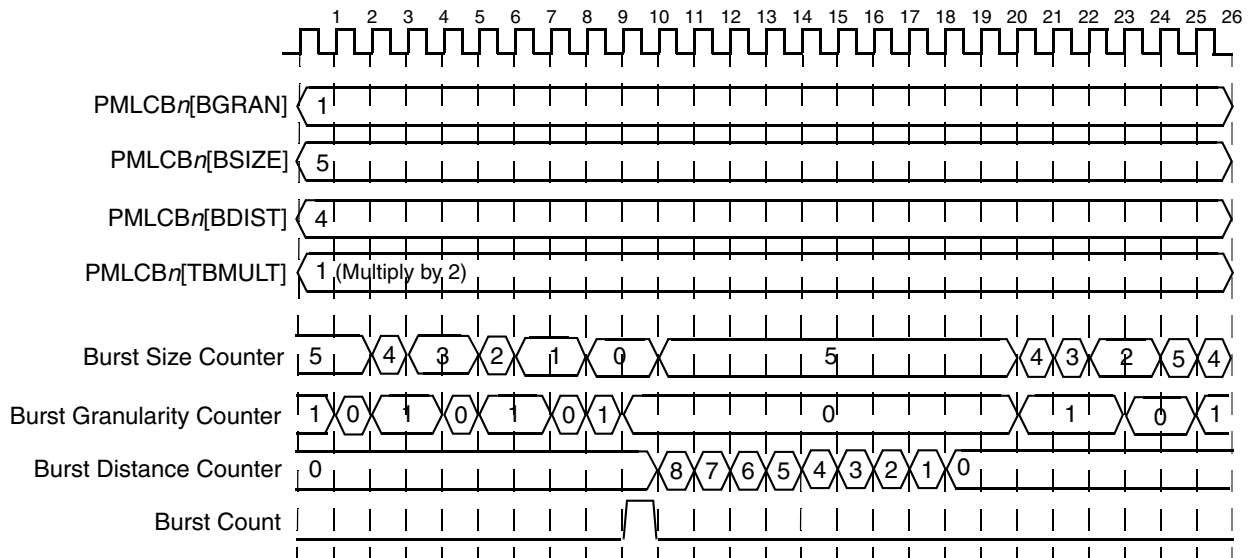 1 2 3 4 5 6 7 8 9 10 11 12 13 14 15 16 17 18 19 20 21 22 23 24 25 26
PMLCBn[BGRAN] 1
PMLCBn[BSIZE] 5
PMLCBn[BDIST] 4
PMLCBn[TBMULT] 1 (Multiply by 2)
Burst Size Counter 5 4 3 2 1 0 5 4 3 2 5 4
Burst Granularity Counter 1 0 1 0 1 0 1 0 1 0 1
Burst Distance Counter 0 8 7 6 5 4 3 2 1 0
Burst Count